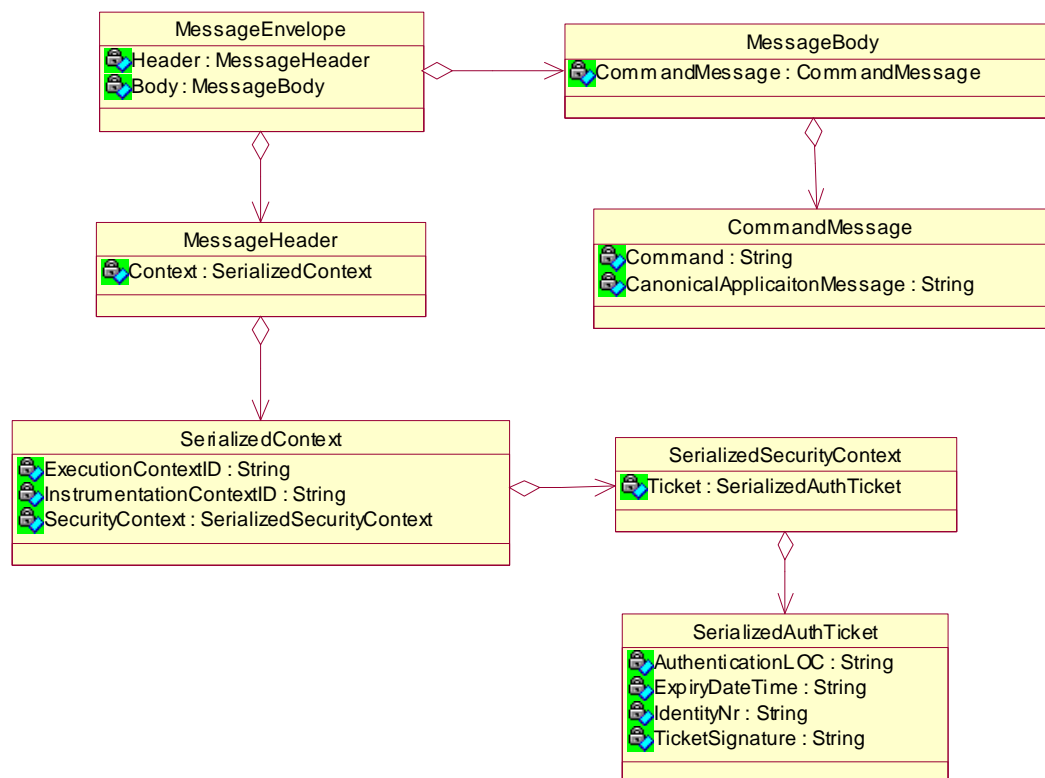 MessageEnvelope
Header : MessageHeader
Body : MessageBody
MessageBody
CommandMessage : CommandMessage
MessageHeader
Context : SerializedContext
CommandMessage
Command : String
CanonicalApplicaitonMessage : String
SerializedContext
ExecutionContextID : String
InstrumentationContextID : String
SecurityContext : SerializedSecurityContext
SerializedSecurityContext
Ticket : SerializedAuthTicket
SerializedAuthTicket
AuthenticationLOC : String
ExpiryDateTime : String
IdentityNr : String
TicketSignature : String